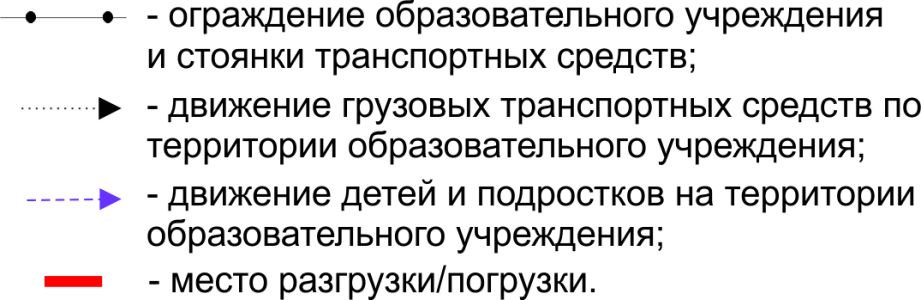 - ограждение образовательного учреждения
и стоянки транспортных средств;
- движение грузовых транспортных средств по
территории образовательного учреждения;
- движение детей и подростков на территории
образовательного учреждения;
- место разгрузки/погрузки.